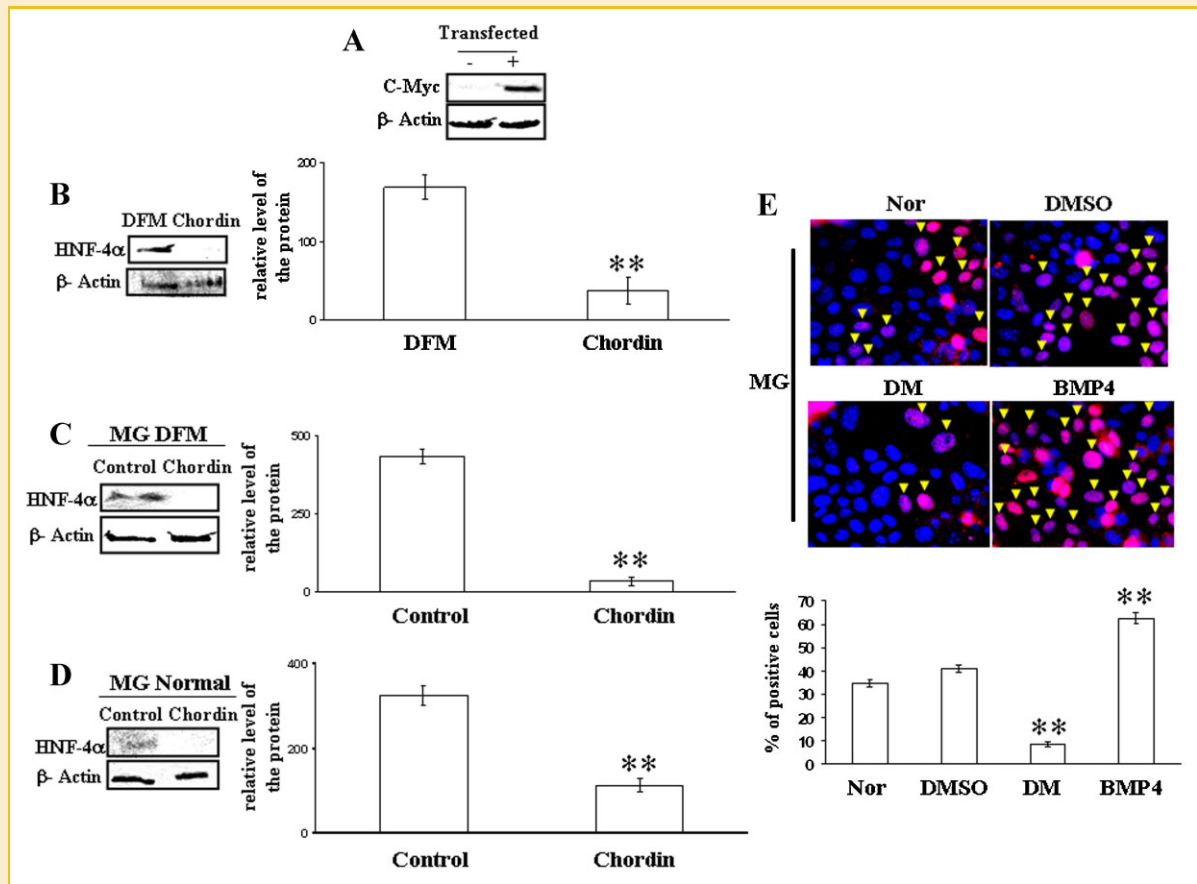 A
Transfected
- +
C-Myc
β- Actin
B
DFM Chordin
HNF-4α
β- Actin
relative level of
the protein
200
100
0
DFM Chordin
**
C
MG DFM
Control Chordin
HNF-4α
β- Actin
relative level of
the protein
500
250
0
Control Chordin
**
D
MG Normal
Control Chordin
HNF-4α
β- Actin
relative level of
the protein
400
200
0
Control Chordin
**
E
Nor DMSO
MG
DM BMP4
% of positive cells
70
60
50
40
30
20
10
0
**
**
Nor DMSO DM BMP4